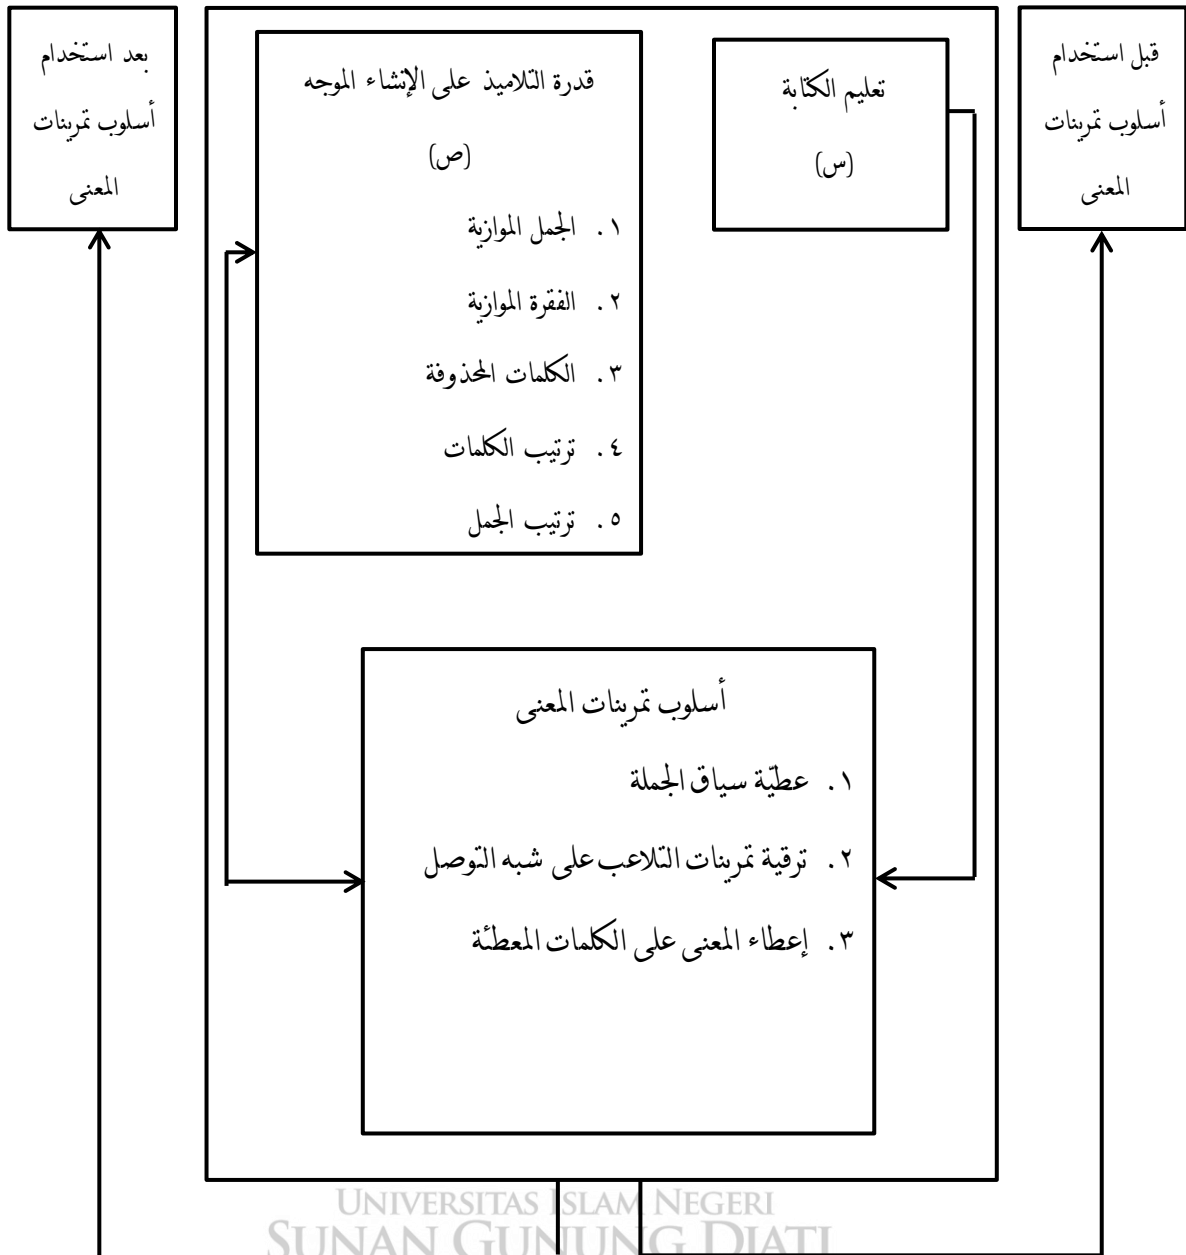 قبل استخدام
أسلوب تمرينات
المعنى
تعليم الكتابة
(س)
قدرة التلاميذ على الإنشاء الموجه
(ص)
١. الجمل الموازية
٢. الفقرة الموازية
٣. الكلمات المحذوفة
٤. ترتيب الكلمات
٥. ترتيب الجمل
بعد استخدام
أسلوب تمرينات
المعنى
أسلوب تمرينات المعنى
١. عطيّة سياق الجملة
٢. ترقية تمرينات التلاعب على شبه التوصل
٣. إعطاء المعنى على الكلمات المعطئة
UNIVERSITAS ISLAM NEGERI
SUNAN GUNUNG DJATI